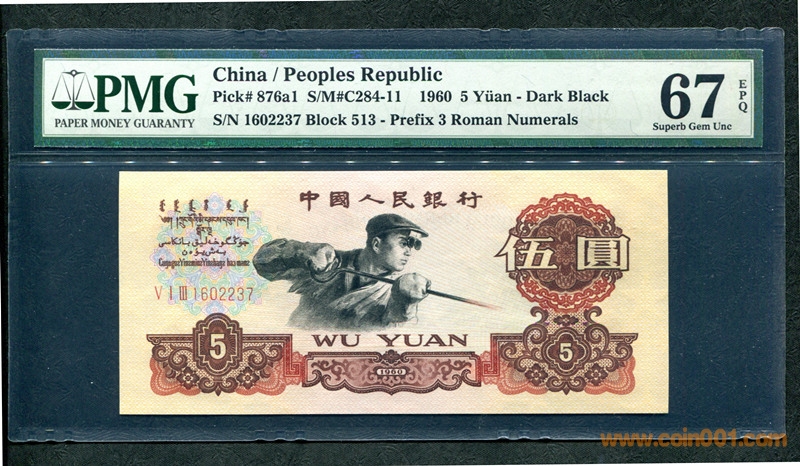 PMG
PAPER MONEY GUARANTY
China / Peoples Republic
Pick# 876a1 S/M#C284-11 1960 5 Yüan - Dark Black
S/N 1602237 Block 513 - Prefix 3 Roman Numerals
67 EPQ
Superb Gem Unc
中國人民銀行
伍圓
V I III 1602237
5
WU YUAN
1960
5
www.coin001.com